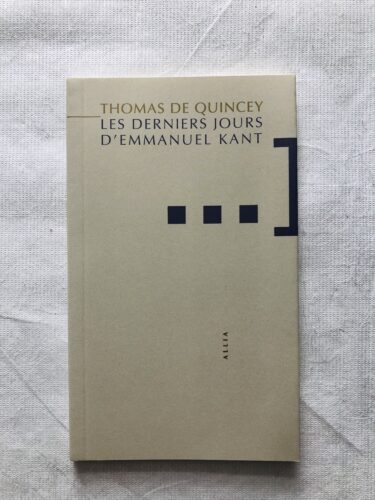 THOMAS DE QUINCEY
LES DERNIERS JOURS
D'EMMANUEL KANT
...]
ALLIA